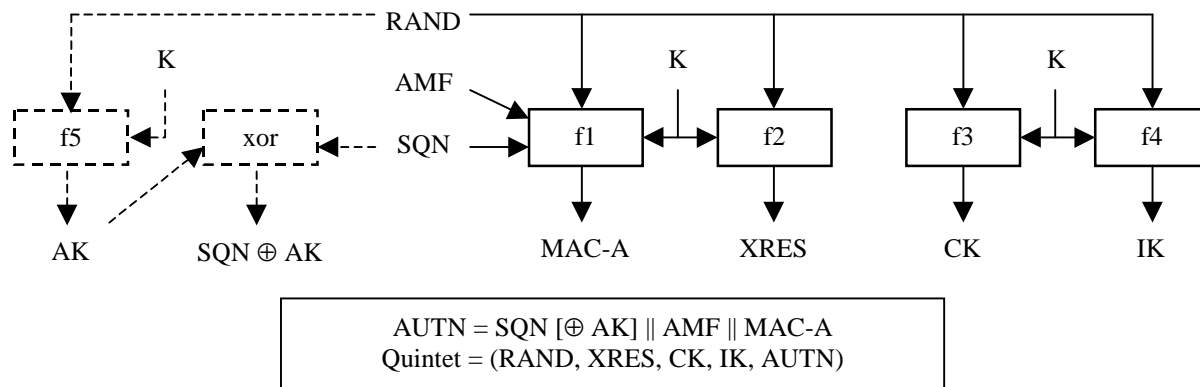 RAND
K
K
K
AMF
f5
xor
SQN
f1
f2
f3
f4
AK
SQN ⊕ AK
MAC-A
XRES
CK
IK
AUTN = SQN [⊕ AK] || AMF || MAC-A
Quintet = (RAND, XRES, CK, IK, AUTN)